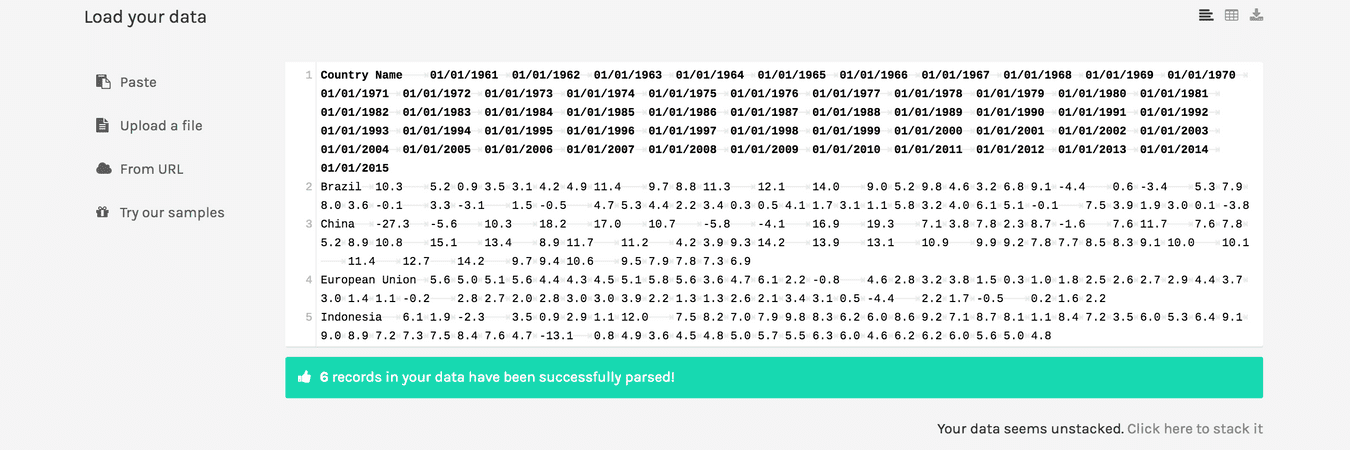 Load your data
Paste
Upload a file
From URL
Try our samples
1 Country Name 01/01/1961 01/01/1962 01/01/1963 01/01/1964 01/01/1965 01/01/1966 01/01/1967 01/01/1968 01/01/1969 01/01/1970
01/01/1971 01/01/1972 01/01/1973 01/01/1974 01/01/1975 01/01/1976 01/01/1977 01/01/1978 01/01/1979 01/01/1980 01/01/1981
01/01/1982 01/01/1983 01/01/1984 01/01/1985 01/01/1986 01/01/1987 01/01/1988 01/01/1989 01/01/1990 01/01/1991 01/01/1992
01/01/1993 01/01/1994 01/01/1995 01/01/1996 01/01/1997 01/01/1998 01/01/1999 01/01/2000 01/01/2001 01/01/2002 01/01/2003
01/01/2004 01/01/2005 01/01/2006 01/01/2007 01/01/2008 01/01/2009 01/01/2010 01/01/2011 01/01/2012 01/01/2013 01/01/2014
01/01/2015
2 Brazil 10.3 5.2 0.9 3.5 3.1 4.2 4.9 11.4 9.7 8.8 11.3 12.1 14.0 9.0 5.2 9.8 4.6 3.2 6.8 9.1 -4.4 0.6 -3.4 5.3 7.9
8.0 3.6 -0.1 3.3 -3.1 1.5 -0.5 4.7 5.3 4.4 2.2 3.4 0.3 0.5 4.1 1.7 3.1 1.1 5.8 3.2 4.0 6.1 5.1 -0.1 7.5 3.9 1.9 3.0 0.1 -3.8
3 China -27.3 -5.6 10.3 18.2 17.0 10.7 -5.8 -4.1 16.9 19.3 7.1 3.8 7.8 2.3 8.7 -1.6 7.6 11.7 7.6 7.8
5.2 8.9 10.8 15.1 13.4 8.9 11.7 11.2 4.2 3.9 9.3 14.2 13.9 13.1 10.9 9.9 9.2 7.8 7.7 8.5 8.3 9.1 10.0 10.1
11.4 12.7 14.2 9.7 9.4 10.6 9.5 7.9 7.8 7.3 6.9
4 European Union 5.6 5.0 5.1 5.6 4.4 4.3 4.5 5.1 5.8 5.6 3.6 4.7 6.1 2.2 -0.8 4.6 2.8 3.2 3.8 1.5 0.3 1.0 1.8 2.5 2.6 2.7 2.9 4.4 3.7
3.0 1.4 1.1 -0.2 2.8 2.7 2.0 2.8 3.0 3.0 3.9 2.2 1.3 1.3 2.6 2.1 3.4 3.1 0.5 -4.4 2.2 1.7 -0.5 0.2 1.6 2.2
5 Indonesia 6.1 1.9 -2.3 3.5 0.9 2.9 1.1 12.0 7.5 8.2 7.0 7.9 9.8 8.3 6.2 6.0 8.6 9.2 7.1 8.7 8.1 1.1 8.4 7.2 3.5 6.0 5.3 6.4 9.1
9.0 8.9 7.2 7.3 7.5 8.4 7.6 4.7 -13.1 0.8 4.9 3.6 4.5 4.8 5.0 5.7 5.5 6.3 6.0 4.6 6.2 6.2 6.0 5.6 5.0 4.8
6 records in your data have been successfully parsed!
Your data seems unstacked. Click here to stack it